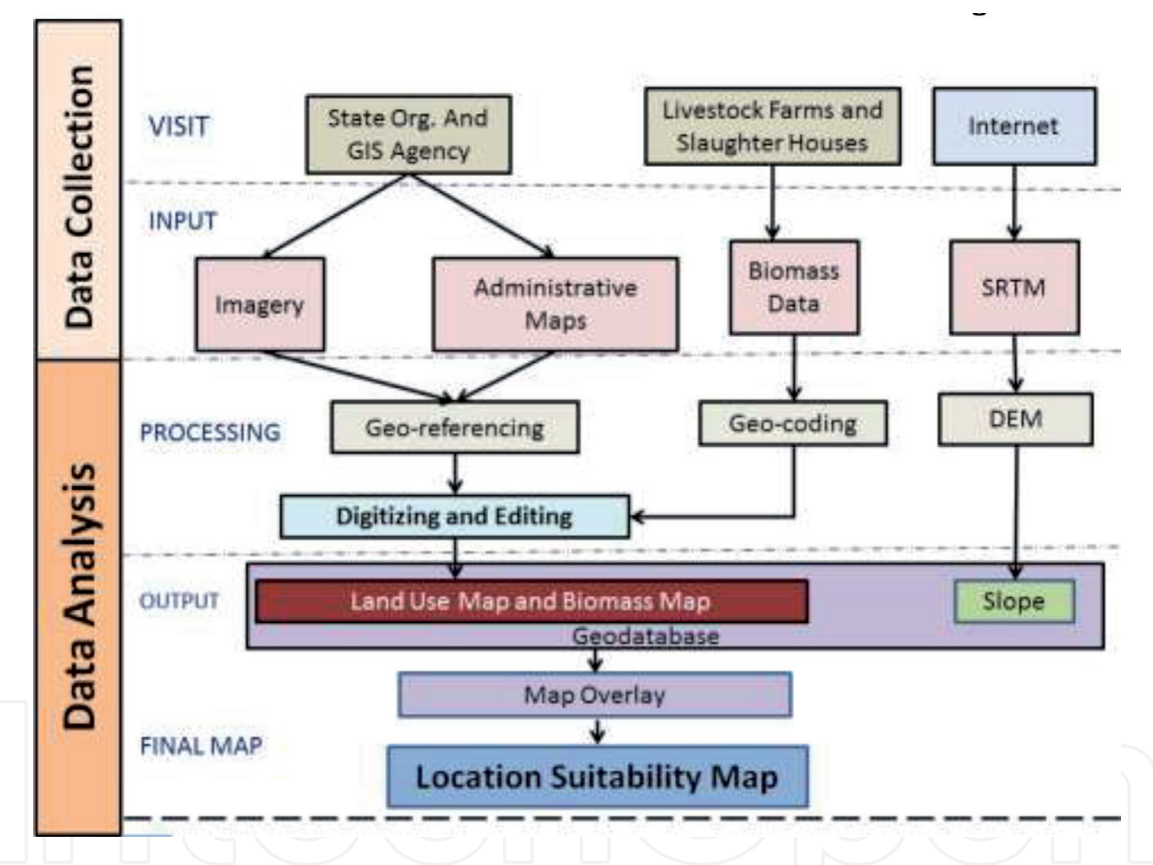 Data Collection
VISIT
State Org. And
GIS Agency
Livestock Farms and
Slaughter Houses
Internet
INPUT
Imagery
Administrative
Maps
Biomass
Data
SRTM
Data Analysis
PROCESSING
Geo-referencing
Geo-coding
DEM
Digitizing and Editing
OUTPUT
Land Use Map and Biomass Map
Slope
Geodatabase
Map Overlay
FINAL MAP
Location Suitability Map